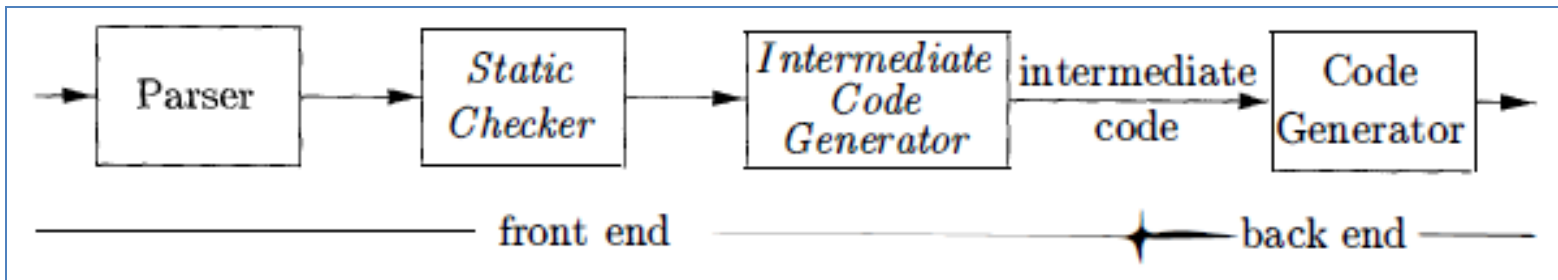 Parser
Static
Checker
Intermediate
Code
Generator
intermediate
code
Code
Generator
front end
back end